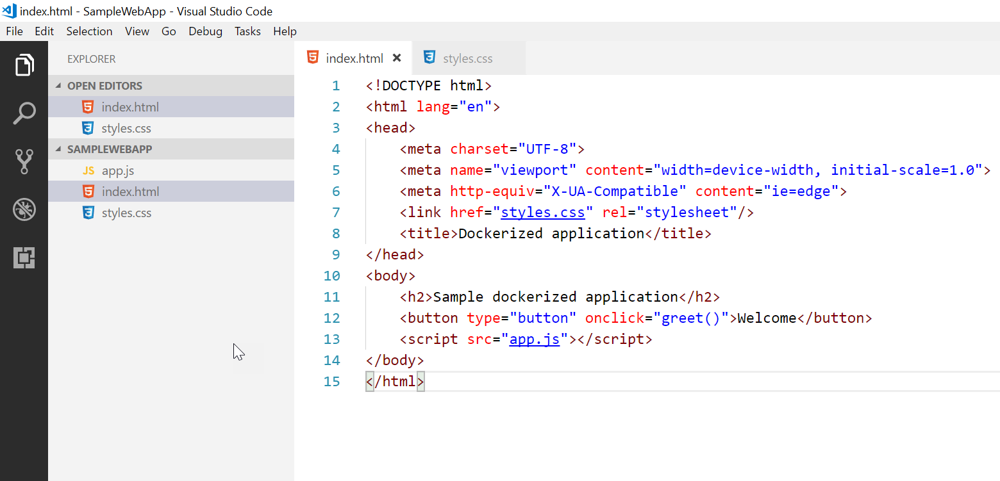 index.html - SampleWebApp - Visual Studio Code
File Edit Selection View Go Debug Tasks Help
EXPLORER
OPEN EDITORS
index.html
styles.css
SAMPLEWEBAPP
JS app.js
index.html
styles.css
index.html styles.css
1 <!DOCTYPE html>
2 <html lang="en">
3 <head>
4     <meta charset="UTF-8">
5     <meta name="viewport" content="width=device-width, initial-scale=1.0">
6     <meta http-equiv="X-UA-Compatible" content="ie=edge">
7     <link href="styles.css" rel="stylesheet"/>
8     <title>Dockerized application</title>
9 </head>
10 <body>
11     <h2>Sample dockerized application</h2>
12     <button type="button" onclick="greet()">Welcome</button>
13     <script src="app.js"></script>
14 </body>
15 </html>